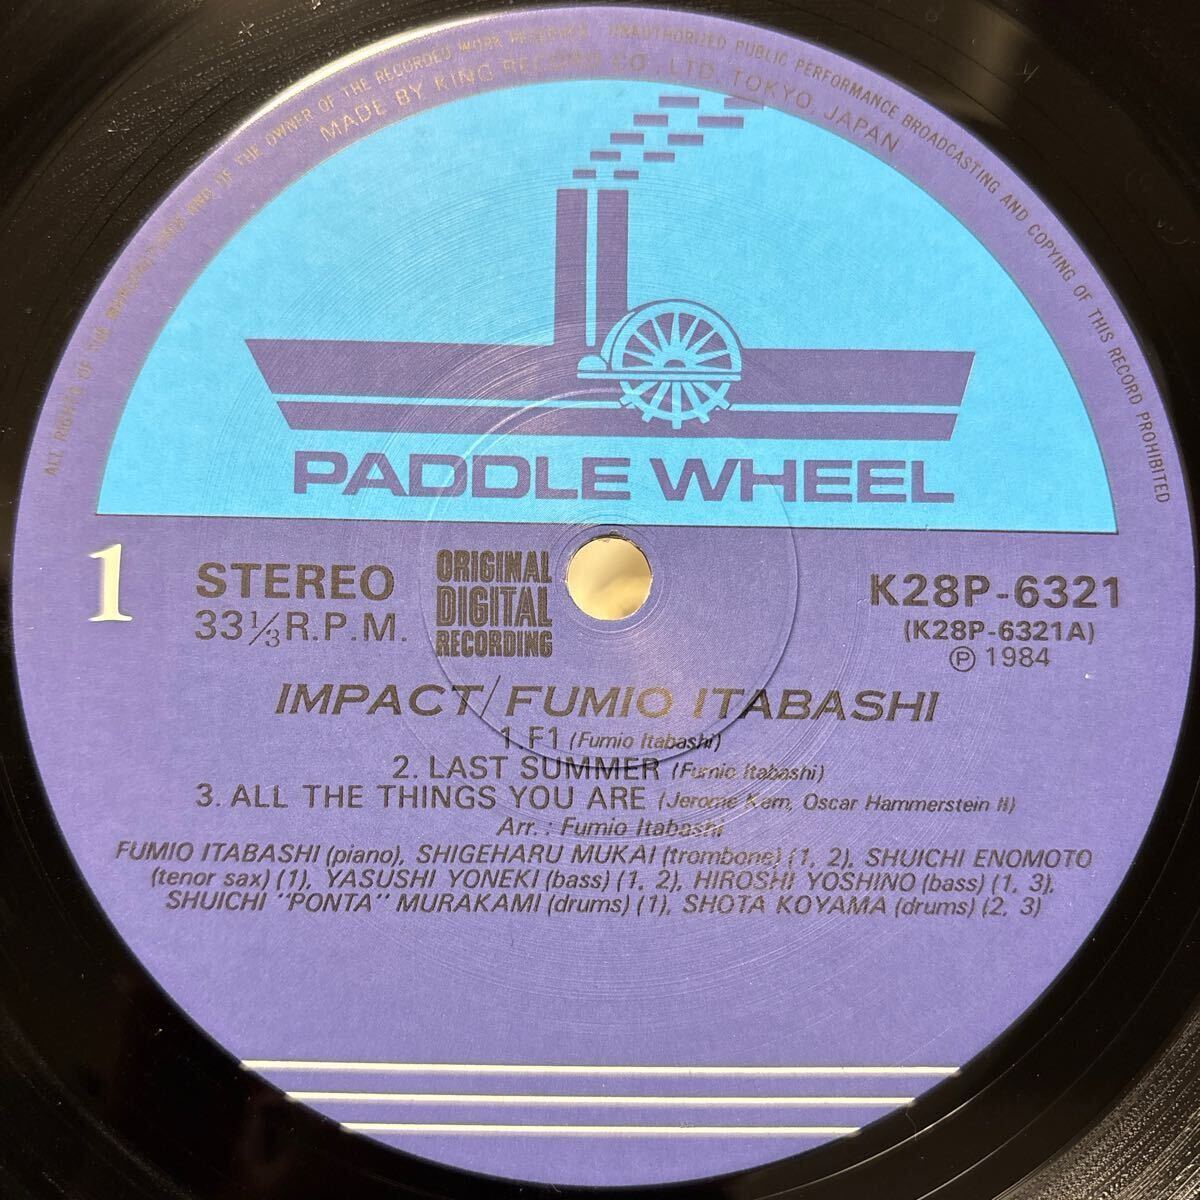 ALL RIGHTS OF THE MANUFACTURER AND OF THE OWNER OF THE RECORDED WORK RESERVED. UNAUTHORIZED PUBLIC PERFORMANCE BROADCASTING AND COPYING OF THIS RECORD PROHIBITED
MADE BY KING RECORD CO., LTD. TOKYO, JAPAN
PADDLE WHEEL
1
STEREO
33⅓ R.P.M.
ORIGINAL
DIGITAL
RECORDING
K28P-6321
(K28P-6321A)
Ⓟ 1984
IMPACT/FUMIO ITABASHI
1. F1 (Fumio Itabashi)
2. LAST SUMMER (Fumio Itabashi)
3. ALL THE THINGS YOU ARE (Jerome Kern, Oscar Hammerstein II)
Arr.: Fumio Itabashi
FUMIO ITABASHI (piano), SHIGEHARU MUKAI (trombone) (1, 2), SHUICHI ENOMOTO
(tenor sax) (1), YASUSHI YONEKI (bass) (1, 2), HIROSHI YOSHINO (bass) (1, 3),
SHUICHI "PONTA" MURAKAMI (drums) (1), SHOTA KOYAMA (drums) (2, 3)